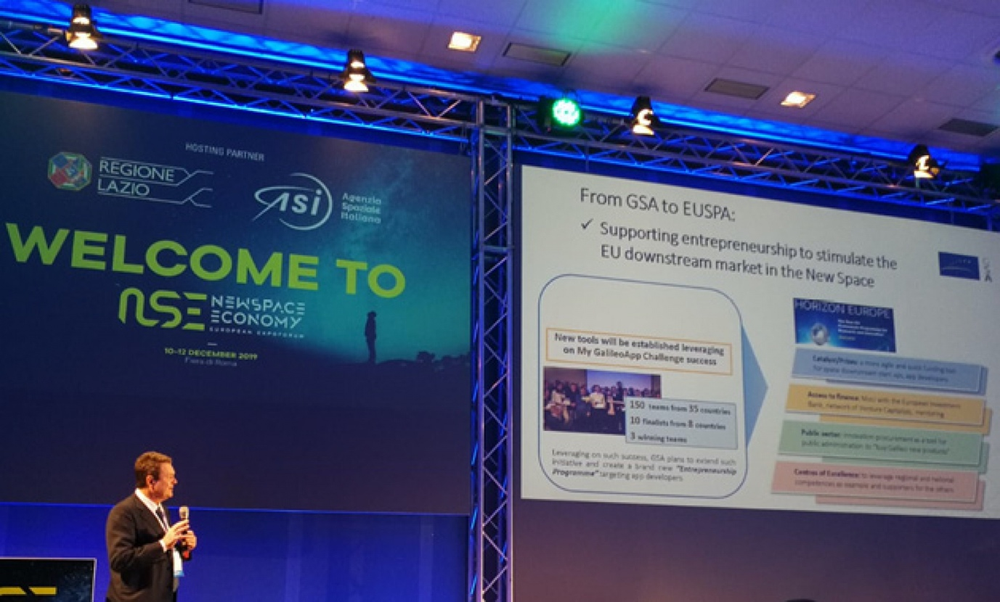 HOSTING PARTNER
REGIONE
LAZIO
ASI
Agenzia
Spaziale
Italiana
WELCOME TO
NSE
NEWSPACE
ECONOMY
EUROPEAN EXPOFORUM
10-12 DECEMBER 2019
Fiera di Roma
From GSA to EUSPA:
✓ Supporting entrepreneurship to stimulate the
EU downstream market in the New Space
GSA
New tools will be established leveraging
on My GalileoApp Challenge success
150 teams from 35 countries
10 finalists from 8 countries
3 winning teams
Leveraging on such success, GSA plans to extend such
initiative and create a brand new "Entrepreneurship
Programme" targeting app developers
HORIZON EUROPE
Catalyst/Prizes: a more agile and quick funding tool
for space downstream start ups, app developers
Access to finance: MoU with the European Investment
Bank, network of Venture Capitalists, mentoring
Public sector: innovation procurement as a tool for
public administration to "buy Galileo new products"
Centres of Excellence: to leverage regional and national
competences as example and supporters for the others